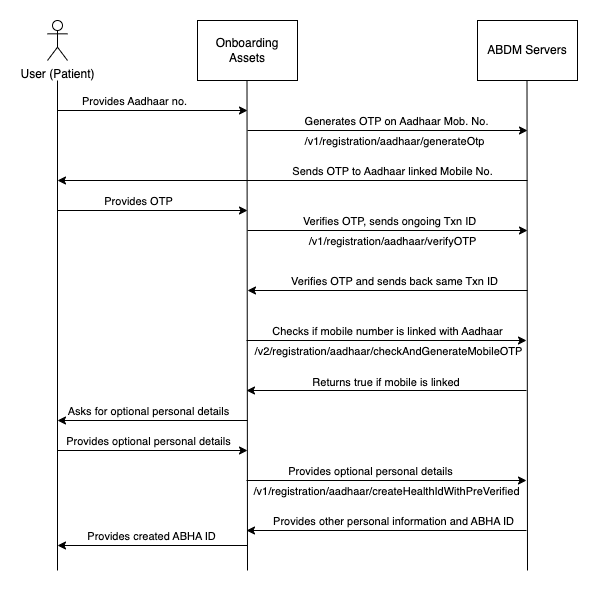 User (Patient)
Onboarding
Assets
ABDM Servers
Provides Aadhaar no.
Generates OTP on Aadhaar Mob. No.
/v1/registration/aadhaar/generateOtp
Sends OTP to Aadhaar linked Mobile No.
Provides OTP
Verifies OTP, sends ongoing Txn ID
/v1/registration/aadhaar/verifyOTP
Verifies OTP and sends back same Txn ID
Checks if mobile number is linked with Aadhaar
/v2/registration/aadhaar/checkAndGenerateMobileOTP
Returns true if mobile is linked
Asks for optional personal details
Provides optional personal details
Provides optional personal details
/v1/registration/aadhaar/createHealthIdWithPreVerified
Provides other personal information and ABHA ID
Provides created ABHA ID